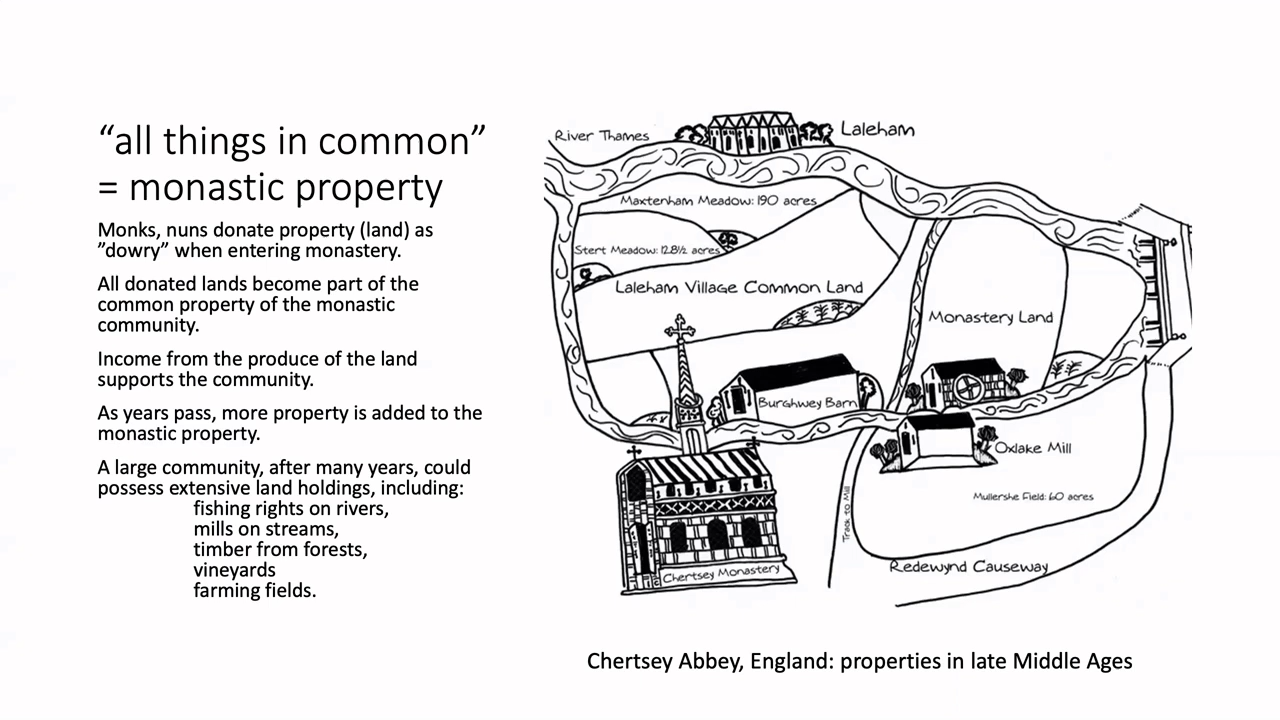 “all things in common”
= monastic property
Monks, nuns donate property (land) as
”dowry” when entering monastery.
All donated lands become part of the
common property of the monastic
community.
Income from the produce of the land
supports the community.
As years pass, more property is added to the
monastic property.
A large community, after many years, could
possess extensive land holdings, including:
fishing rights on rivers,
mills on streams,
timber from forests,
vineyards
farming fields.
River Thames
Laleham
Maxtenham Meadow: 190 acres
Stert Meadow: 128½ acres
Laleham Village Common Land
Monastery Land
Burghwey Barn
Oxlake Mill
Mullershe Field: 60 acres
Track to Mill
Redewynd Causeway
Chertsey Monastery
Chertsey Abbey, England: properties in late Middle Ages